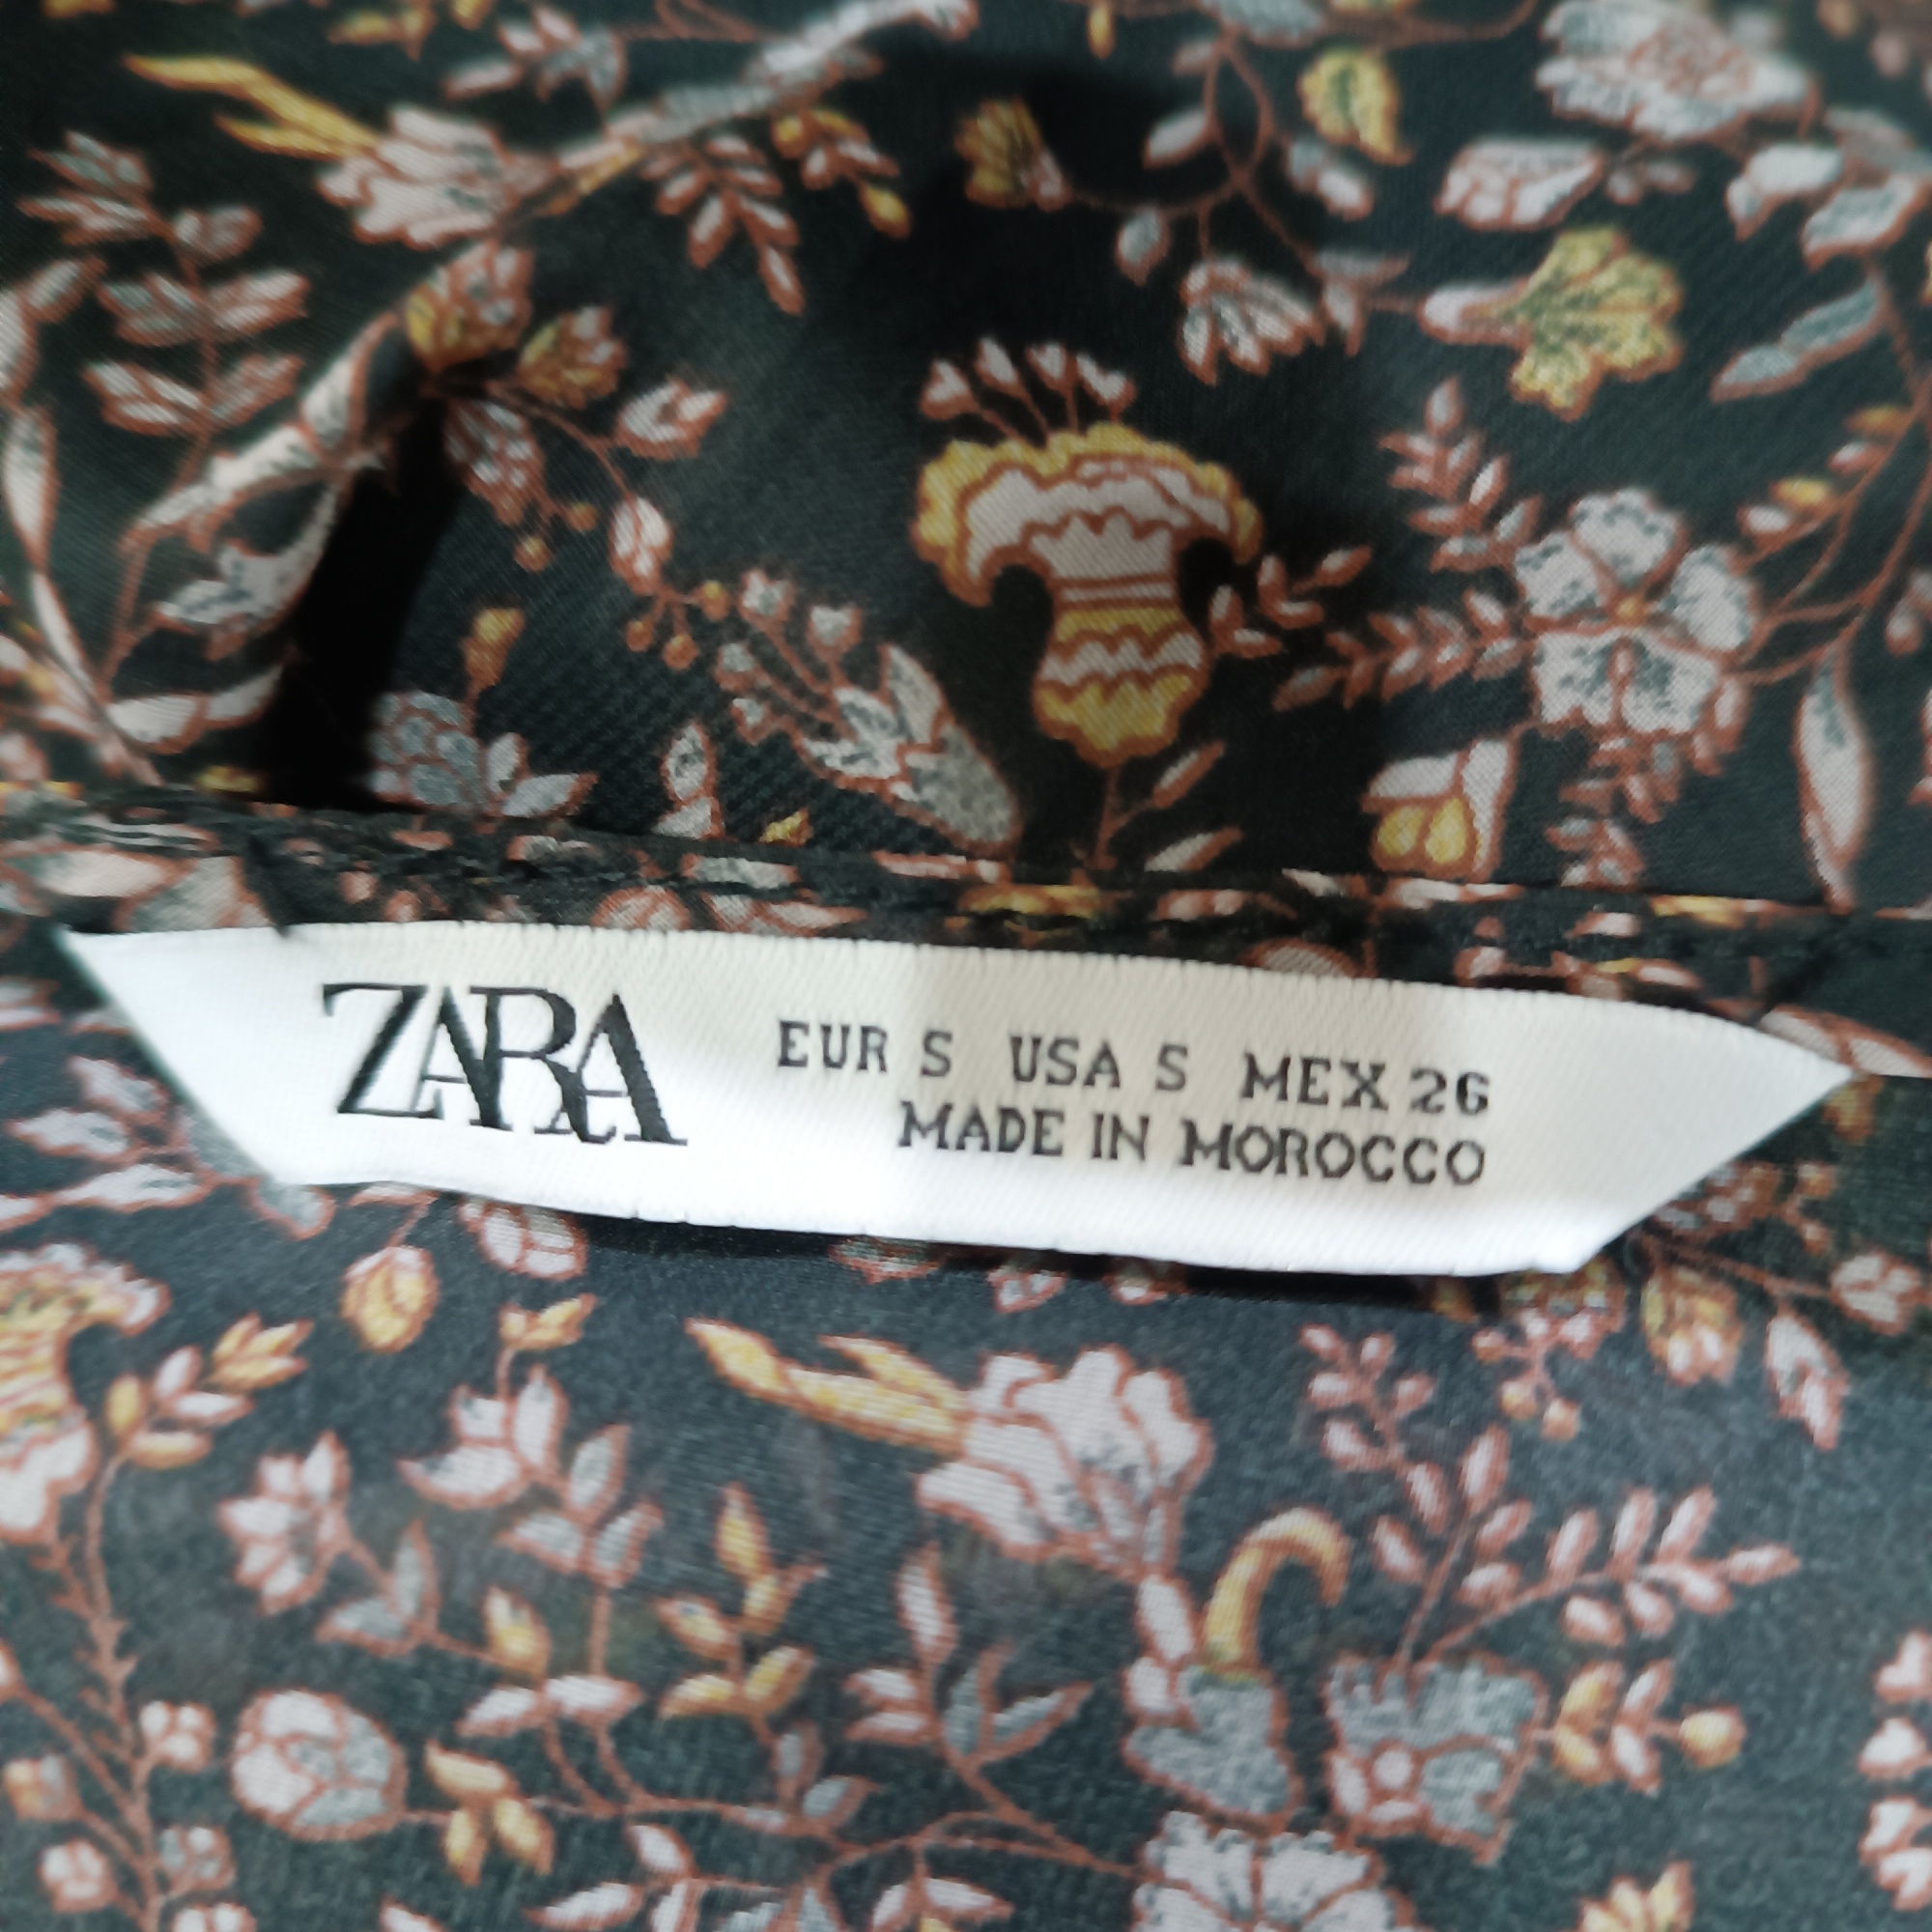 ZARA
EUR S USA S MEX 26
MADE IN MOROCCO